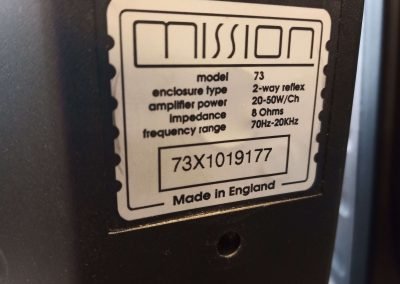 mission
model 73
enclosure type 2-way reflex
amplifier power 20-50W/Ch
impedance 8 Ohms
frequency range 70Hz-20KHz
73X1019177
Made in England